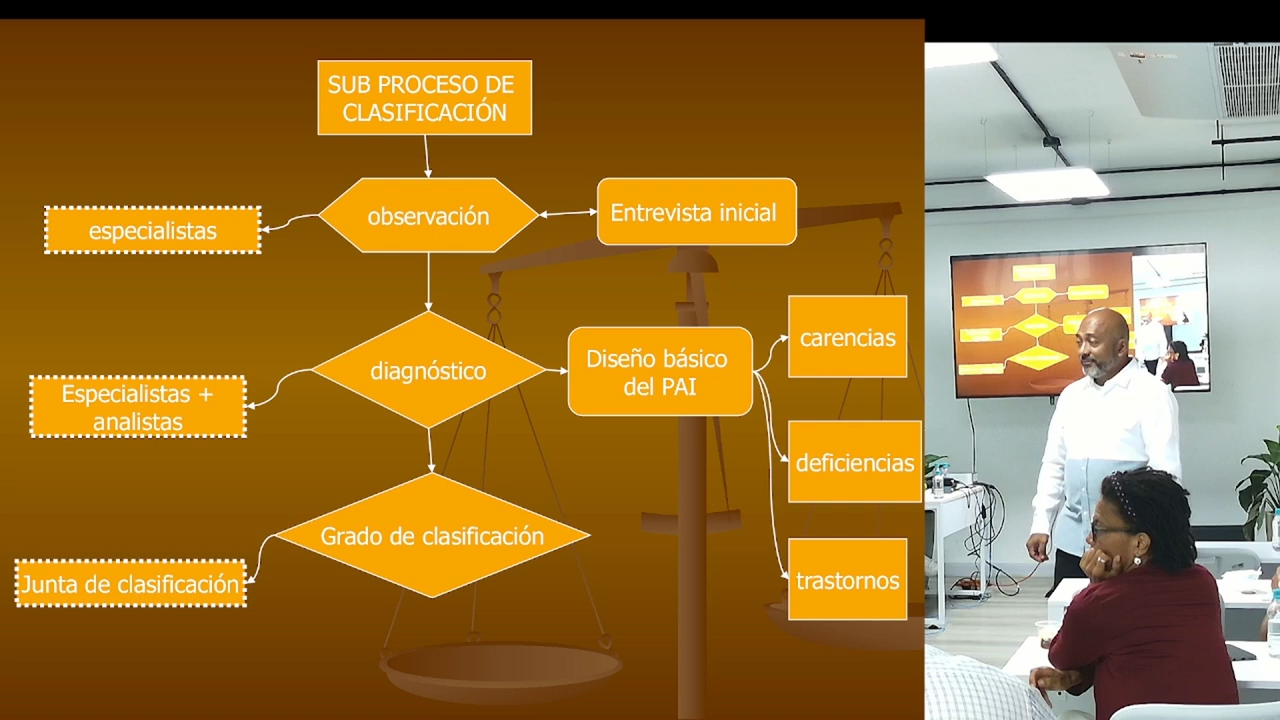 SUB PROCESO DE
CLASIFICACIÓN
especialistas
observación
Entrevista inicial
Especialistas +
analistas
diagnóstico
Diseño básico
del PAI
carencias
deficiencias
trastornos
Grado de clasificación
Junta de clasificación